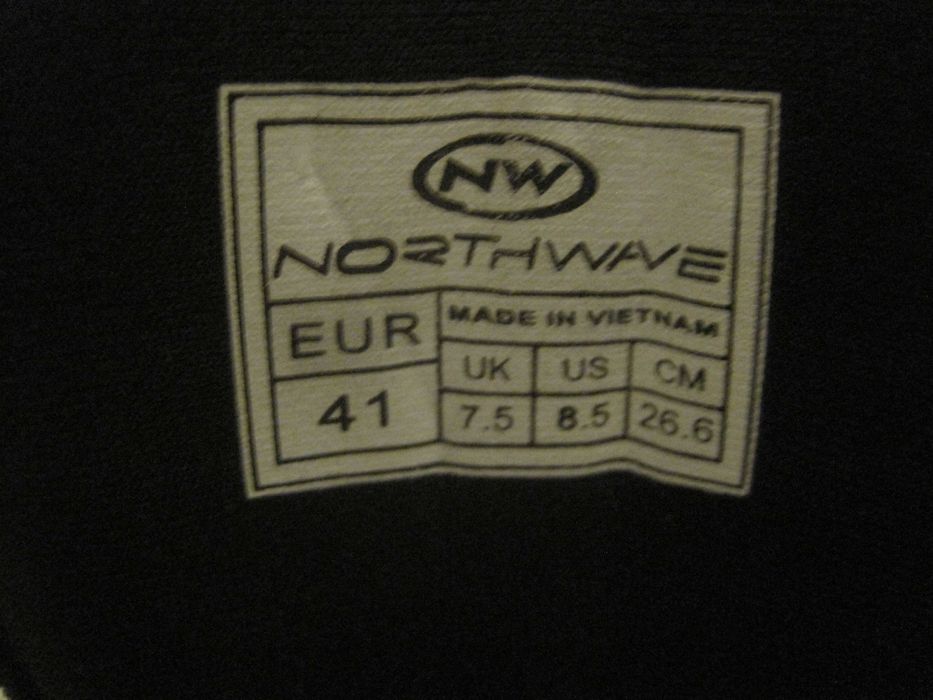 NW
NORTHWAVE
EUR
41
MADE IN VIETNAM
UK US CM
7.5 8.5 26.6